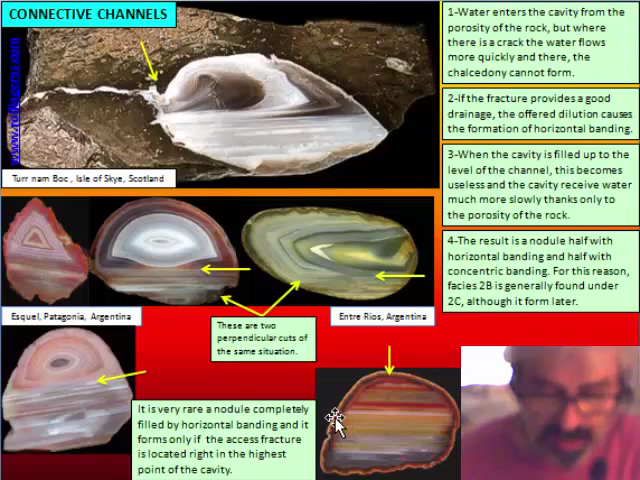 CONNECTIVE CHANNELS
1-Water enters the cavity from the
porosity of the rock, but where
there is a crack the water flows
more quickly and there, the
chalcedony cannot form.
2-If the fracture provides a good
drainage, the offered dilution causes
the formation of horizontal banding.
3-When the cavity is filled up to the
level of the channel, this becomes
useless and the cavity receive water
much more slowly thanks only to
the porosity of the rock.
4-The result is a nodule half with
horizontal banding and half with
concentric banding. For this reason,
facies 2B is generally found under
2C, although it form later.
Turr nam Boc , Isle of Skye, Scotland
Esquel, Patagonia, Argentina
These are two
perpendicular cuts of
the same situation.
Entre Rios, Argentina
It is very rare a nodule completely
filled by horizontal banding and it
forms only if the access fracture
is located right in the highest
point of the cavity.